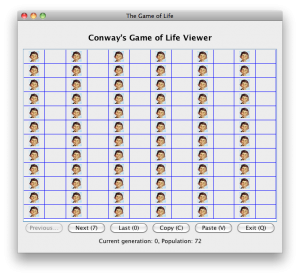 The Game of Life
Conway's Game of Life Viewer
Previous... Next (7) Last (0) Copy (C) Paste (V) Exit (Q)
Current generation: 0, Population: 72